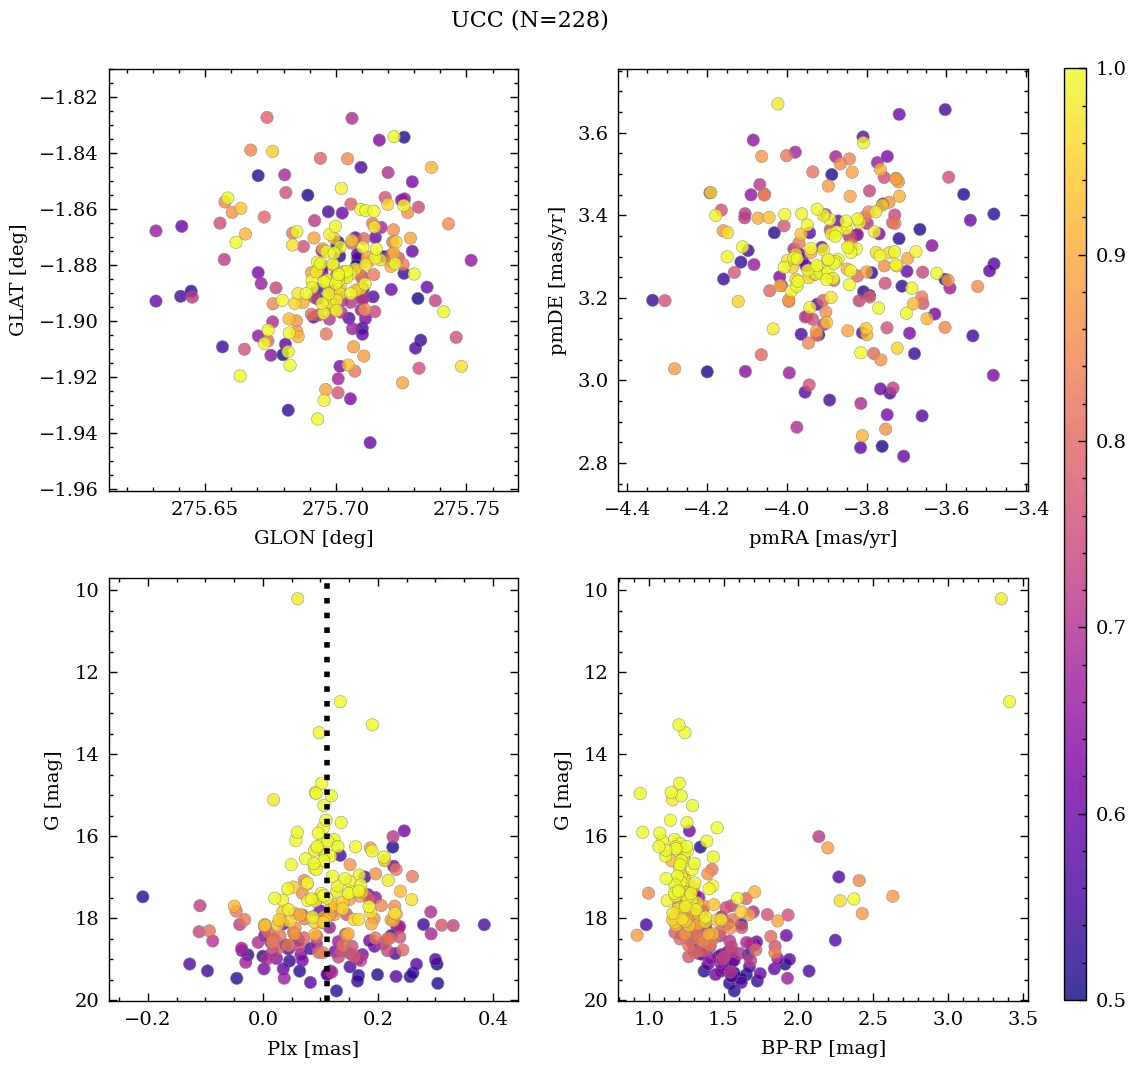 UCC (N=228)
−1.82
−1.84
−1.86
−1.88
−1.90
−1.92
−1.94
−1.96
GLAT [deg]
275.65 275.70 275.75
GLON [deg]
3.6
3.4
3.2
3.0
2.8
pmDE [mas/yr]
−4.4 −4.2 −4.0 −3.8 −3.6 −3.4
pmRA [mas/yr]
10
12
14
16
18
20
G [mag]
−0.2 0.0 0.2 0.4
Plx [mas]
10
12
14
16
18
20
G [mag]
1.0 1.5 2.0 2.5 3.0 3.5
BP-RP [mag]
1.0
0.9
0.8
0.7
0.6
0.5